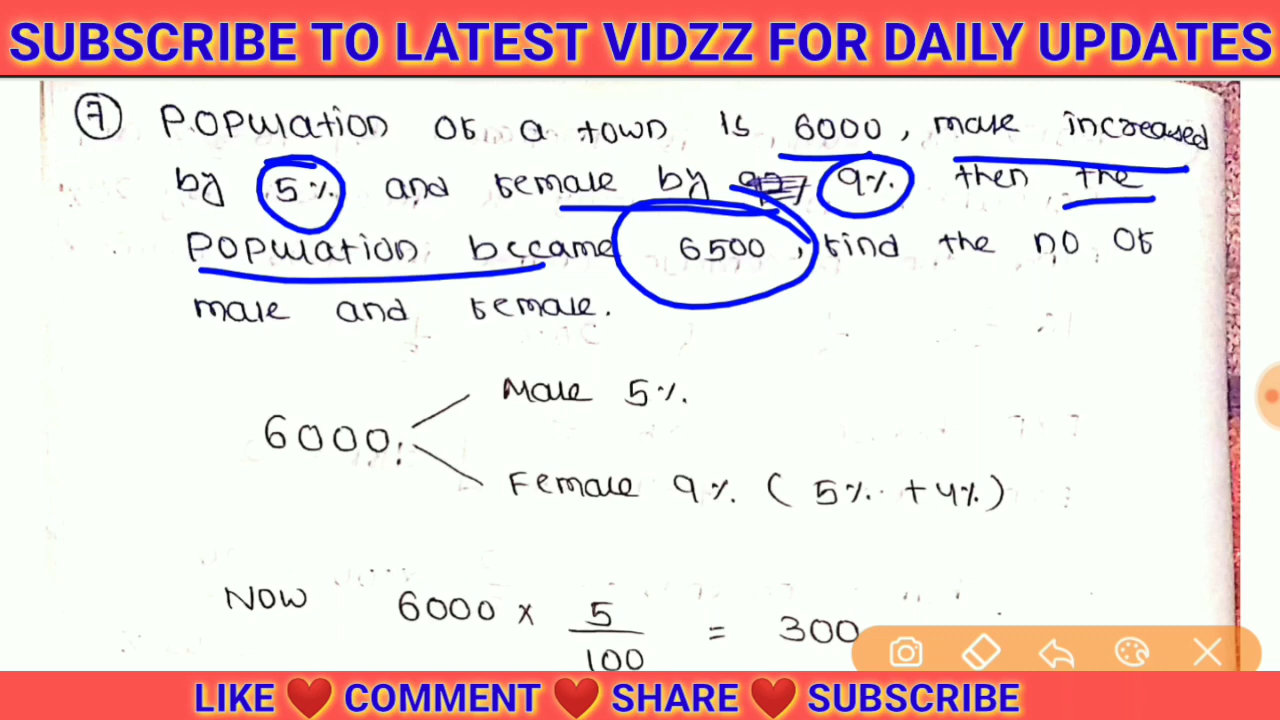 SUBSCRIBE TO LATEST VIDZZ FOR DAILY UPDATES
7 Population of a town is 6000, male increased
by 5% and female by 9% then the
Population became 6500, find the no of
male and female.
Male 5%
6000
Female 9% ( 5% + 4% )
Now 6000 x 5/100 = 300
LIKE ❤️ COMMENT ❤️ SHARE ❤️ SUBSCRIBE